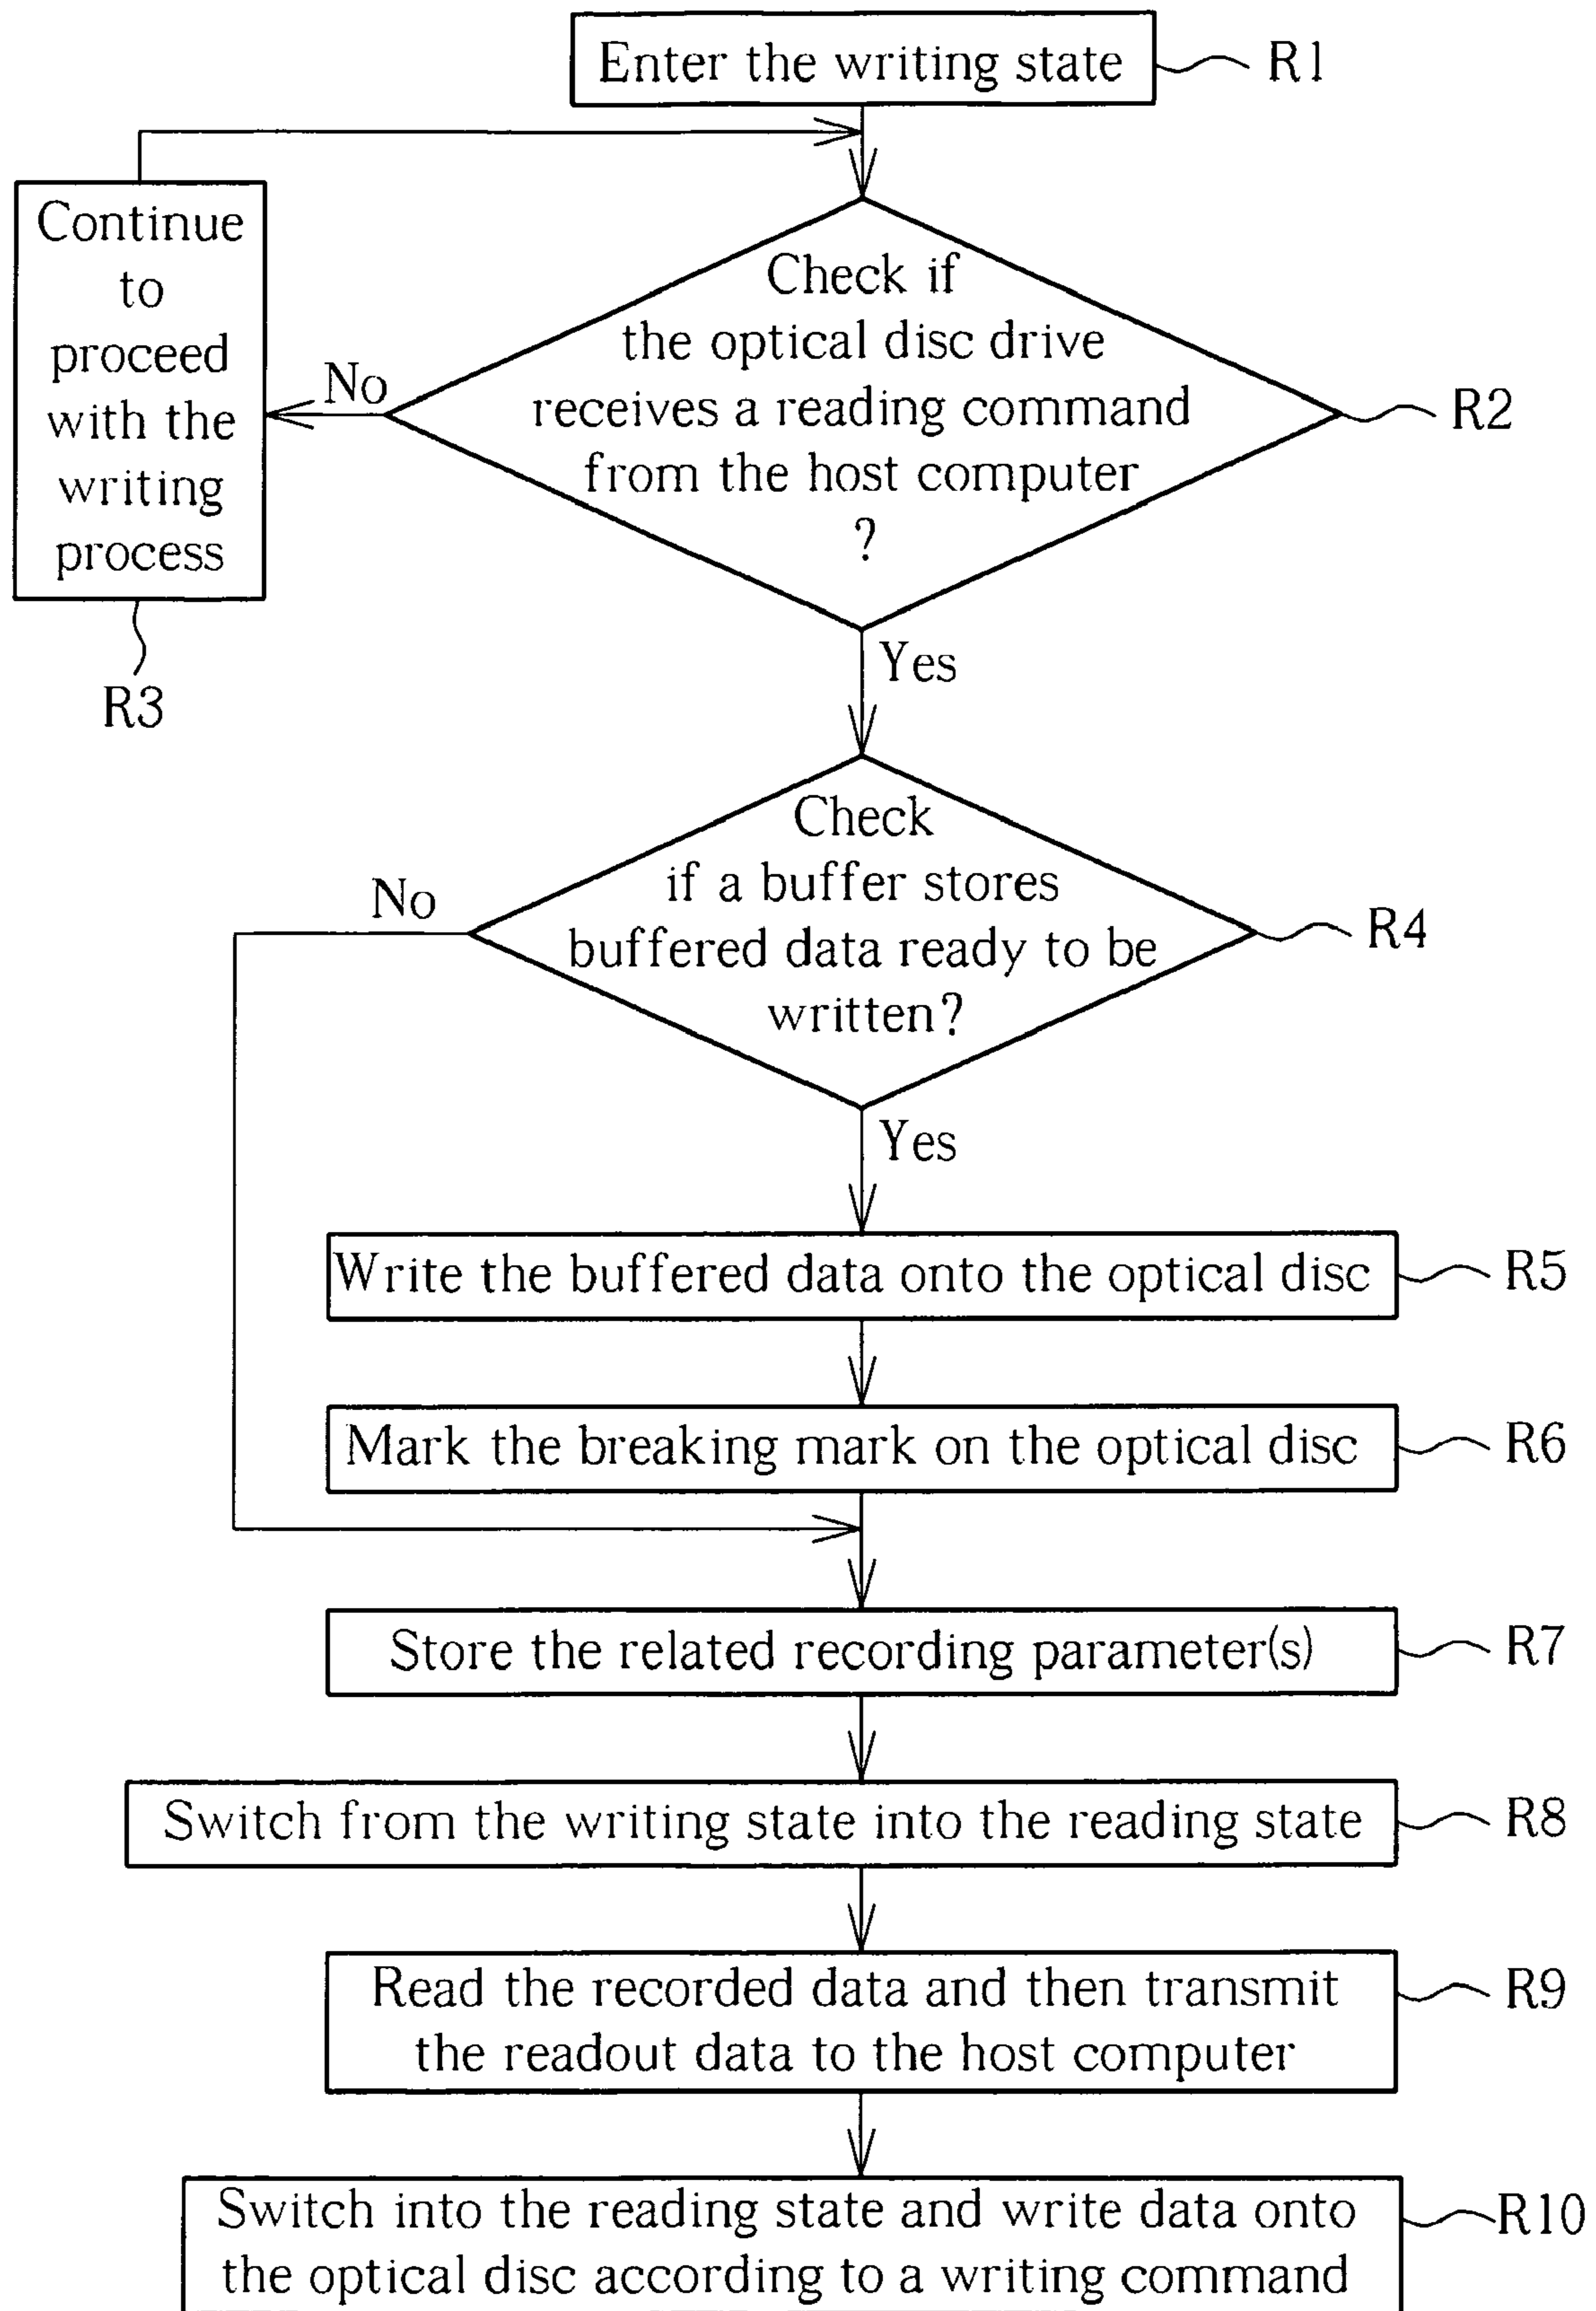 Enter the writing state
R1
Continue
to
proceed
with the
writing
process
R3
No
Check if
the optical disc drive
receives a reading command
from the host computer
?
R2
Yes
Check
if a buffer stores
buffered data ready to be
written?
R4
No
Yes
Write the buffered data onto the optical disc
R5
Mark the breaking mark on the optical disc
R6
Store the related recording parameter(s)
R7
Switch from the writing state into the reading state
R8
Read the recorded data and then transmit
the readout data to the host computer
R9
Switch into the reading state and write data onto
the optical disc according to a writing command
R10